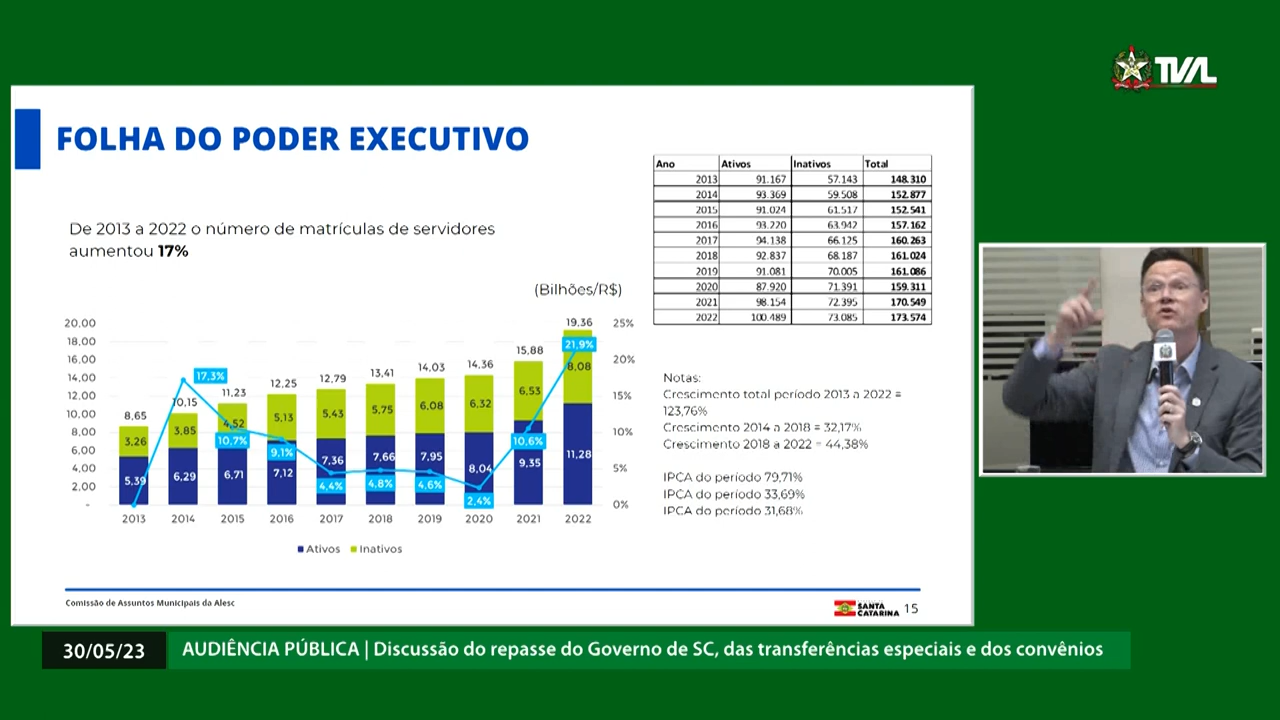 TVAL
FOLHA DO PODER EXECUTIVO
De 2013 a 2022 o número de matrículas de servidores
aumentou 17%
Ano Ativos Inativos Total
2013 91.167 57.143 148.310
2014 93.369 59.508 152.877
2015 91.024 61.517 152.541
2016 93.220 63.942 157.162
2017 94.138 66.125 160.263
2018 92.837 68.187 161.024
2019 91.081 70.005 161.086
2020 87.920 71.391 159.311
2021 98.154 72.395 170.549
2022 100.489 73.085 173.574
(Bilhões/R$)
20,00 18,00 16,00 14,00 12,00 10,00 8,00 6,00 4,00 2,00 -
8,65 10,15 11,23 12,25 12,79 13,41 14,03 14,36 15,88 19,36
3,26 3,85 4,52 5,13 5,43 5,75 6,08 6,32 6,53 8,08
5,39 6,29 6,71 7,12 7,36 7,66 7,95 8,04 9,35 11,28
17,3% 10,7% 9,1% 4,4% 4,8% 4,6% 2,4% 10,6% 21,9%
25% 20% 15% 10% 5% 0%
2013 2014 2015 2016 2017 2018 2019 2020 2021 2022
Ativos Inativos
Notas:
Crescimento total período 2013 a 2022 =
123,76%
Crescimento 2014 a 2018 = 32,17%
Crescimento 2018 a 2022 = 44,38%
IPCA do período 79,71%
IPCA do período 33,69%
IPCA do período 31,68%
Comissão de Assuntos Municipais da Alesc
SANTA
CATARINA 15
30/05/23 AUDIÊNCIA PÚBLICA | Discussão do repasse do Governo de SC, das transferências especiais e dos convênios